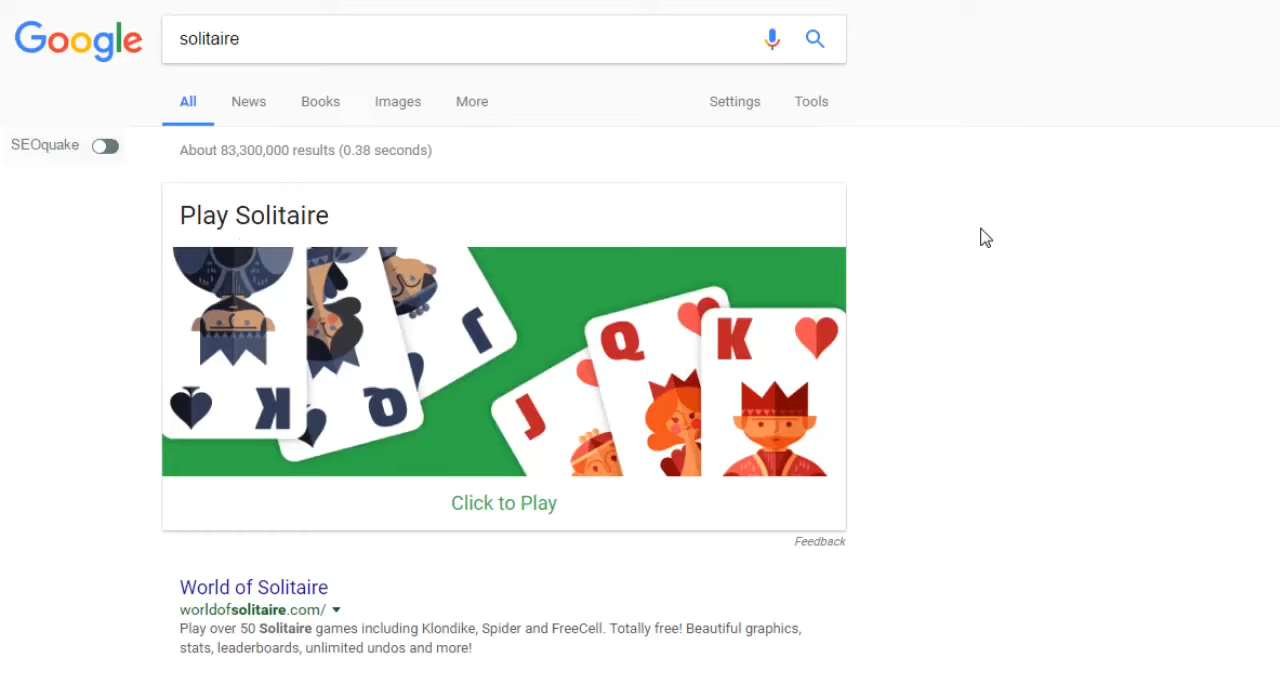 Google
solitaire
All News Books Images More Settings Tools
SEOquake
About 83,300,000 results (0.38 seconds)
Play Solitaire
K Q J
J Q K
Click to Play
Feedback
World of Solitaire
worldofsolitaire.com/
Play over 50 Solitaire games including Klondike, Spider and FreeCell. Totally free! Beautiful graphics,
stats, leaderboards, unlimited undos and more!